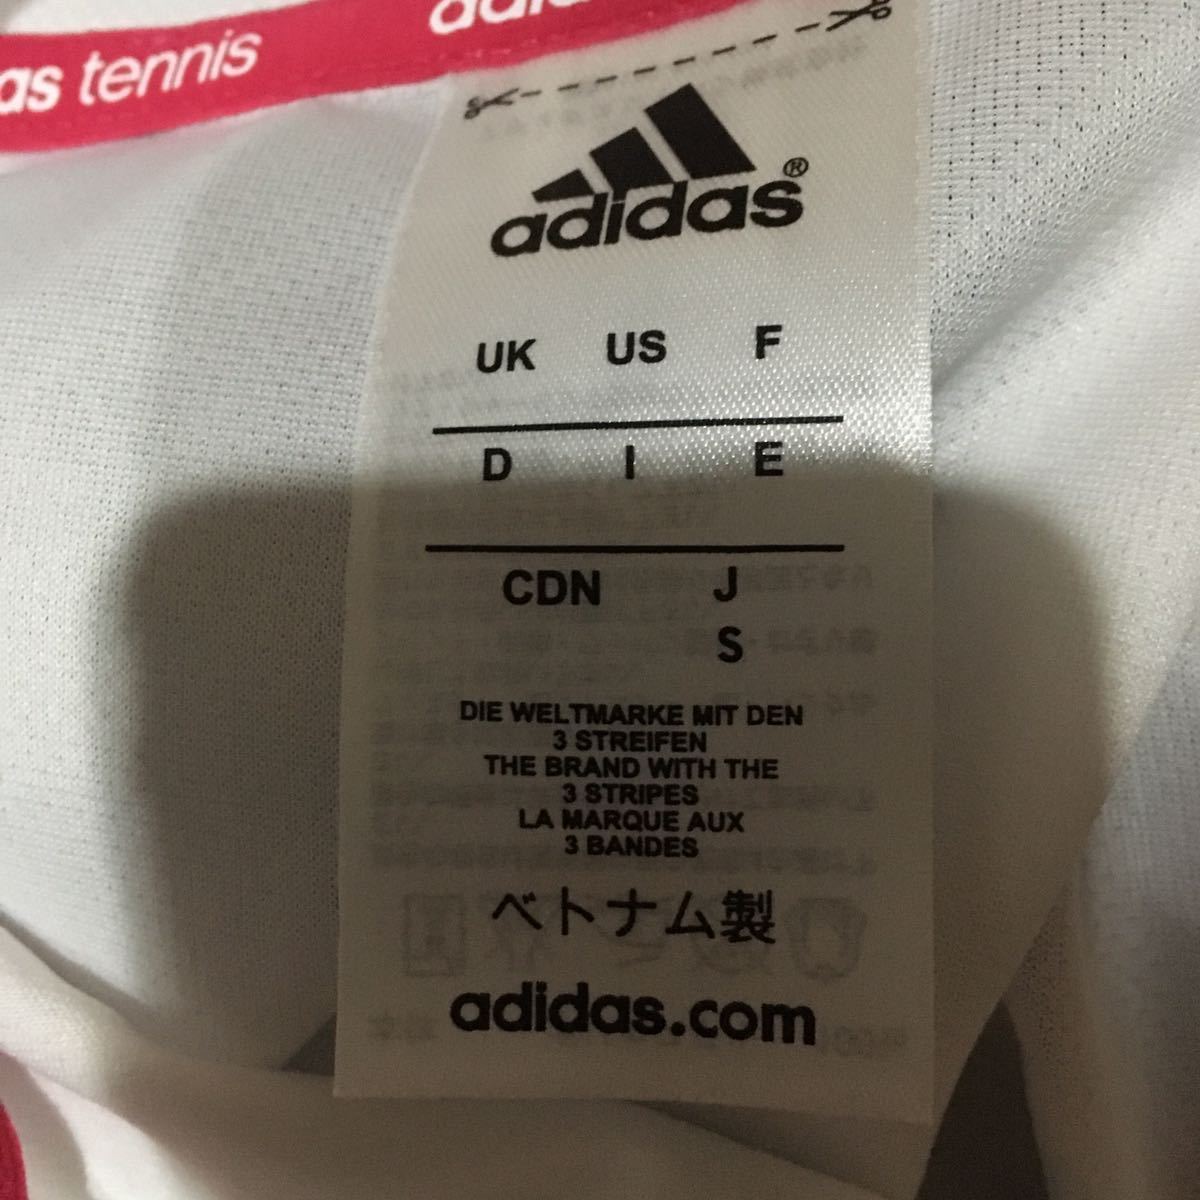 as tennis
adidas
adidas®
UK US F
D I E
CDN J
S
DIE WELTMARKE MIT DEN
3 STREIFEN
THE BRAND WITH THE
3 STRIPES
LA MARQUE AUX
3 BANDES
ベトナム製
adidas.com